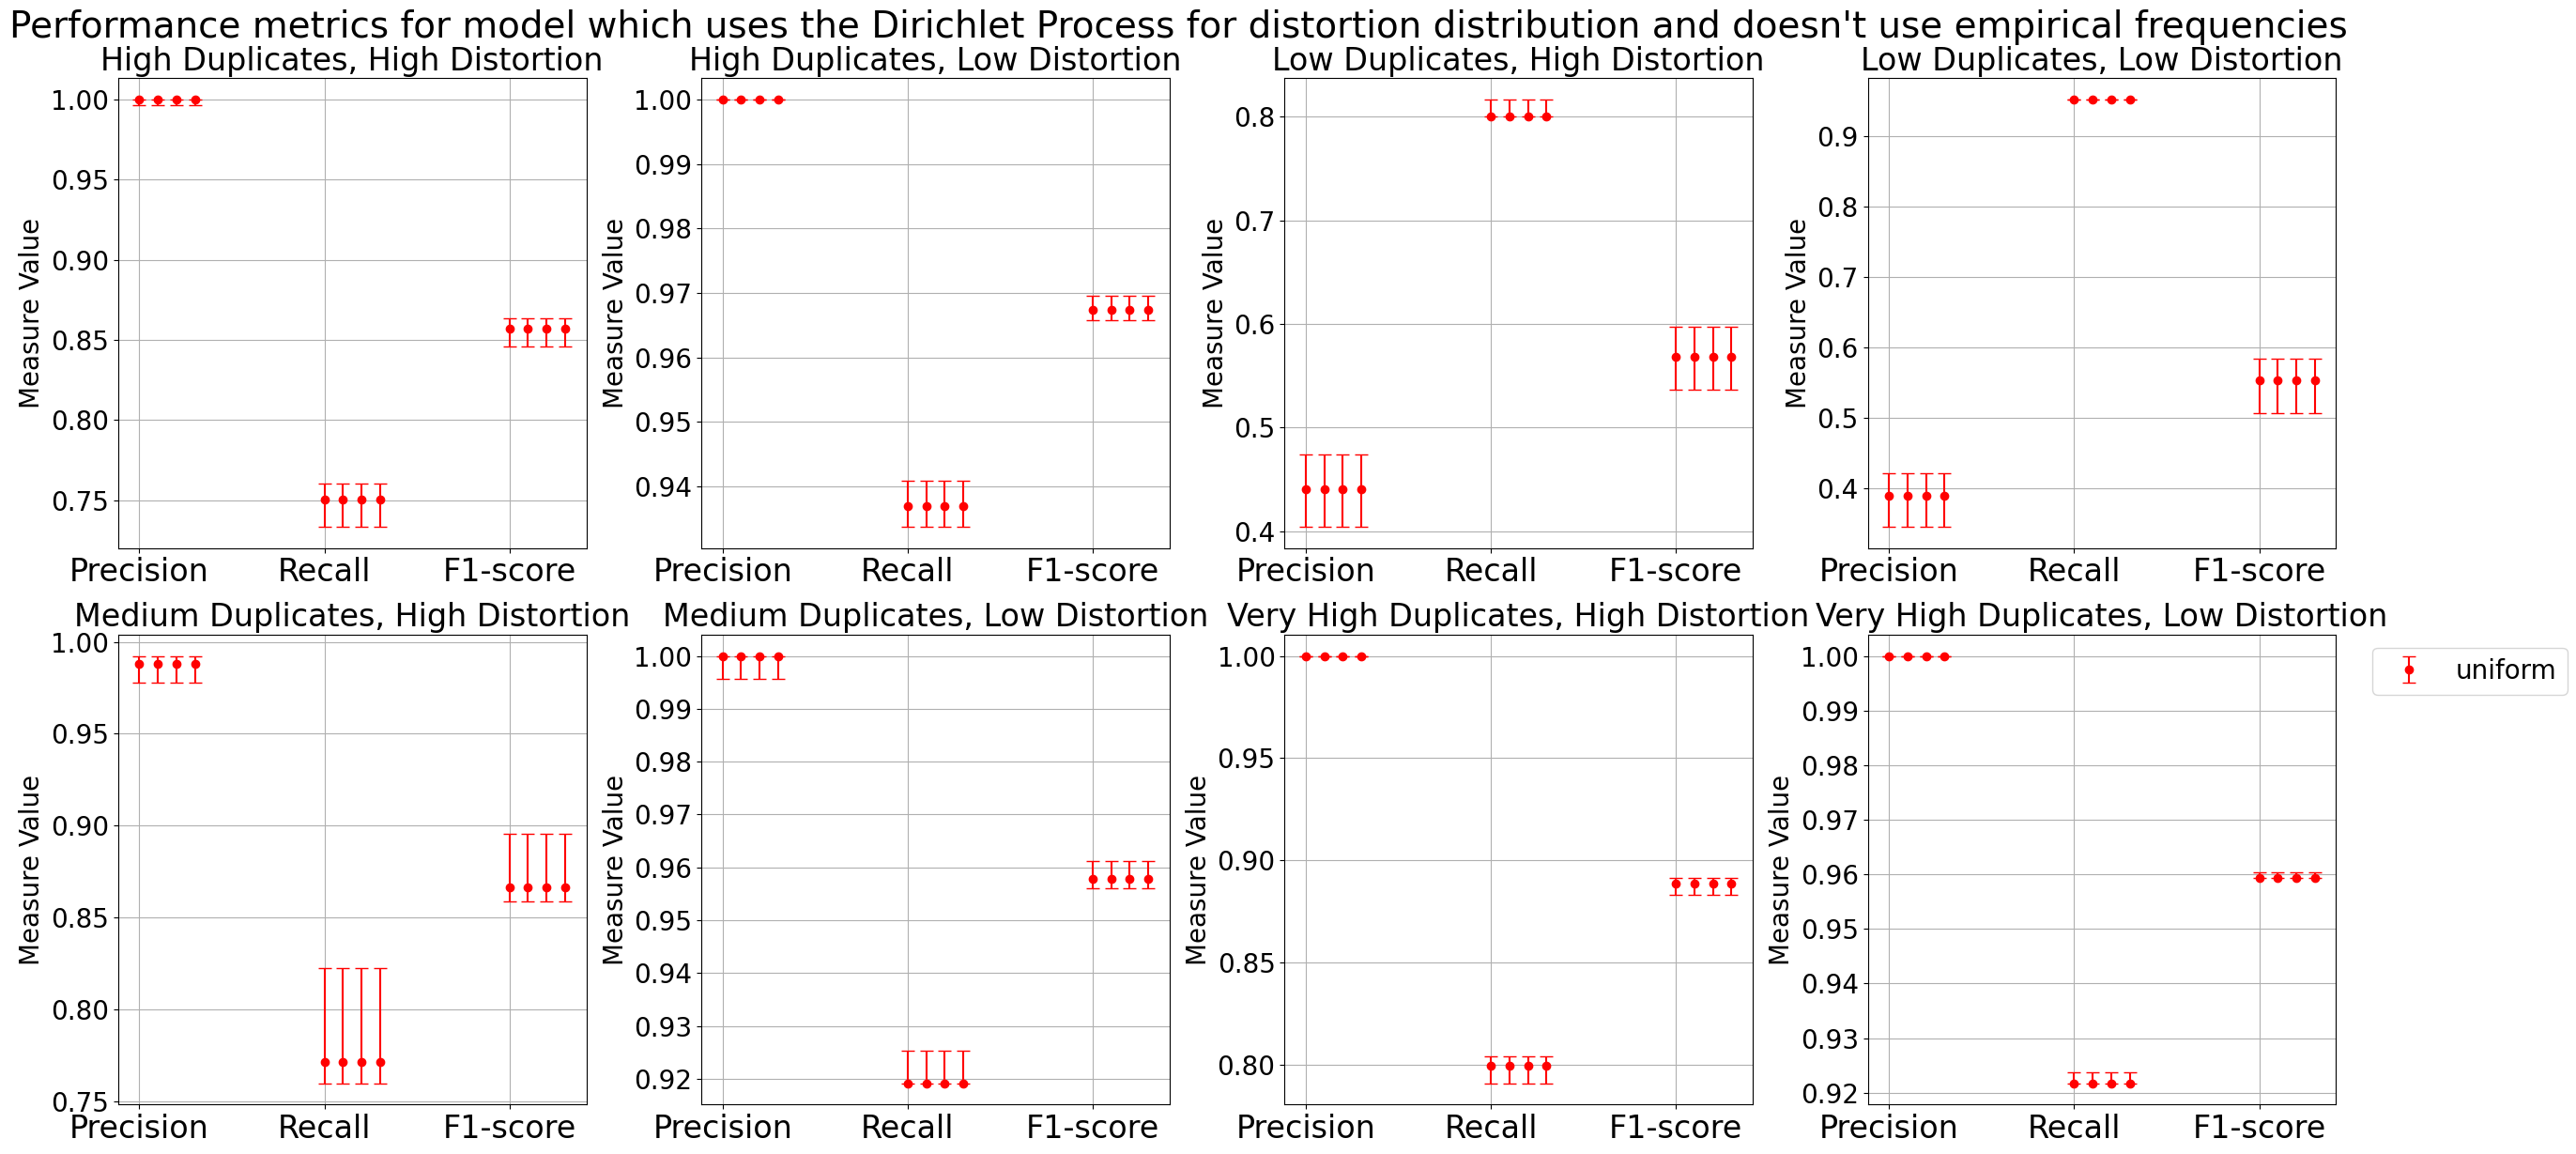 Performance metrics for model which uses the Dirichlet Process for distortion distribution and doesn't use empirical frequencies
High Duplicates, High Distortion
Measure Value
1.00
0.95
0.90
0.85
0.80
0.75
Precision Recall F1-score
High Duplicates, Low Distortion
Measure Value
1.00
0.99
0.98
0.97
0.96
0.95
0.94
Precision Recall F1-score
Low Duplicates, High Distortion
Measure Value
0.8
0.7
0.6
0.5
0.4
Precision Recall F1-score
Low Duplicates, Low Distortion
Measure Value
0.9
0.8
0.7
0.6
0.5
0.4
Precision Recall F1-score
Medium Duplicates, High Distortion
Measure Value
1.00
0.95
0.90
0.85
0.80
0.75
Precision Recall F1-score
Medium Duplicates, Low Distortion
Measure Value
1.00
0.99
0.98
0.97
0.96
0.95
0.94
0.93
0.92
Precision Recall F1-score
Very High Duplicates, High Distortion
Measure Value
1.00
0.95
0.90
0.85
0.80
Precision Recall F1-score
Very High Duplicates, Low Distortion
Measure Value
1.00
0.99
0.98
0.97
0.96
0.95
0.94
0.93
0.92
Precision Recall F1-score
uniform